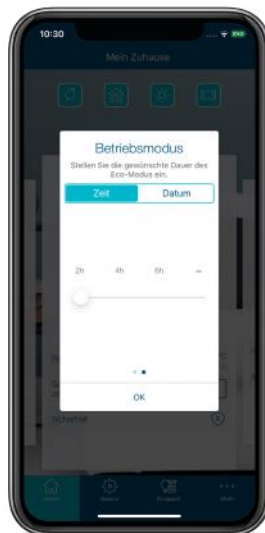 10:30
Mein Zuhause
Betriebsmodus
Stellen Sie die gewünschte Dauer des
Eco-Modus ein.
Zeit Datum
2h 4h 6h ∞
OK
Sicherheit